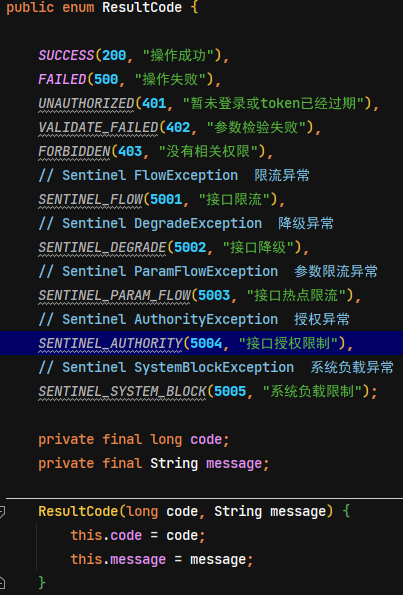 public enum ResultCode {
SUCCESS(200, "操作成功"),
FAILED(500, "操作失败"),
UNAUTHORIZED(401, "暂未登录或token已经过期"),
VALIDATE_FAILED(402, "参数检验失败"),
FORBIDDEN(403, "没有相关权限"),
// Sentinel FlowException  限流异常
SENTINEL_FLOW(5001, "接口限流"),
// Sentinel DegradeException  降级异常
SENTINEL_DEGRADE(5002, "接口降级"),
// Sentinel ParamFlowException  参数限流异常
SENTINEL_PARAM_FLOW(5003, "接口热点限流"),
// Sentinel AuthorityException  授权异常
SENTINEL_AUTHORITY(5004, "接口授权限制"),
// Sentinel SystemBlockException  系统负载异常
SENTINEL_SYSTEM_BLOCK(5005, "系统负载限制");
private final long code;
private final String message;
ResultCode(long code, String message) {
this.code = code;
this.message = message;
}